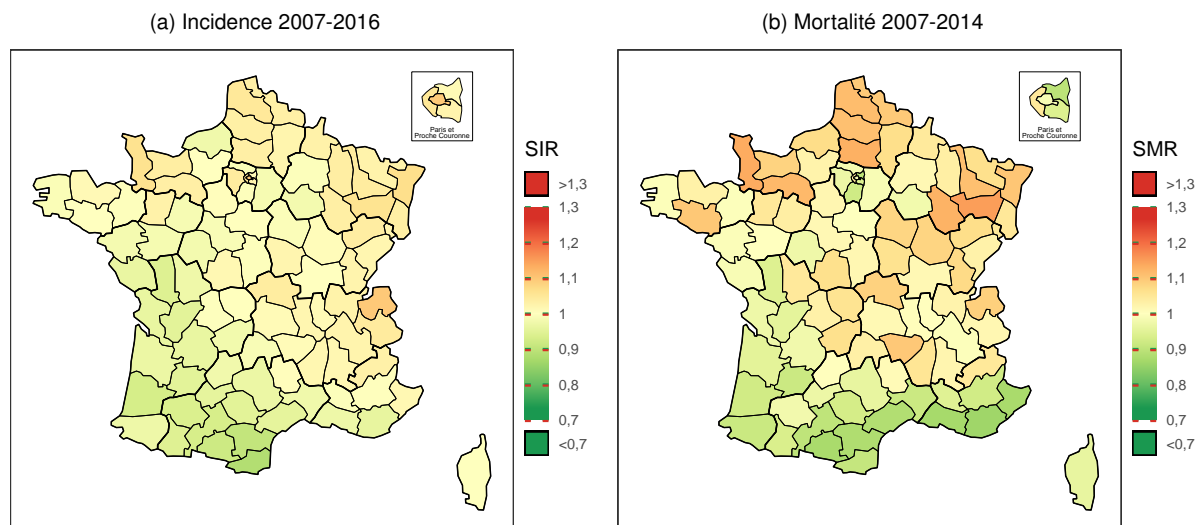 (a) Incidence 2007-2016
Paris et
Proche Couronne
SIR
>1,3
1,3
1,2
1,1
1
0,9
0,8
0,7
<0,7
(b) Mortalité 2007-2014
Paris et
Proche Couronne
SMR
>1,3
1,3
1,2
1,1
1
0,9
0,8
0,7
<0,7